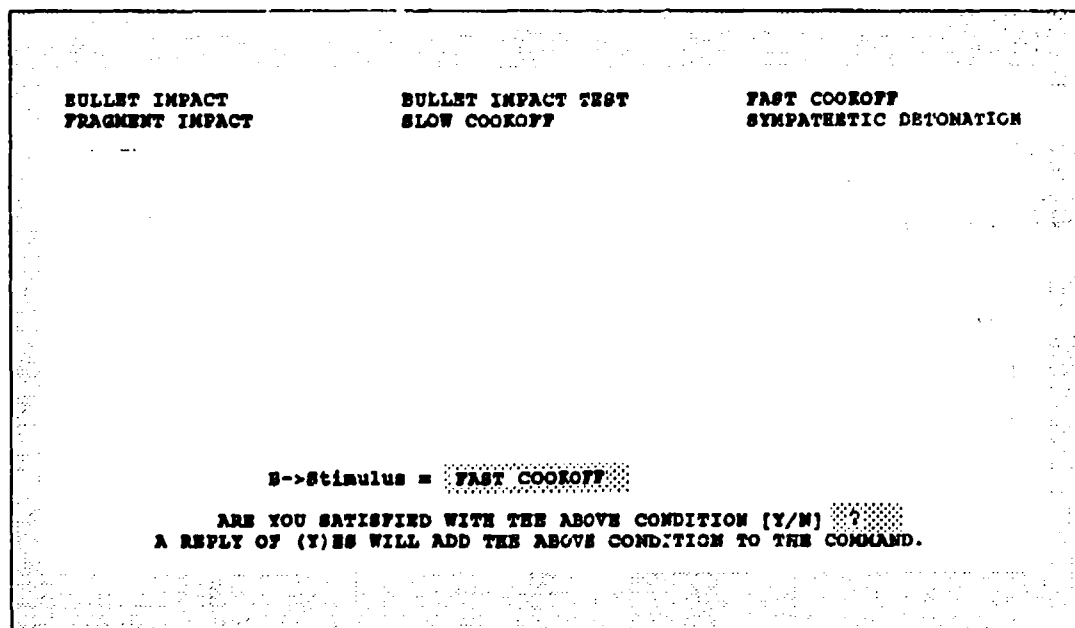 BULLET IMPACT BULLET IMPACT TEST FAST COOKOFF
FRAGMENT IMPACT SLOW COOKOFF SYMPATHETIC DETONATION
B->Stimulus = FAST COOKOFF
ARE YOU SATISFIED WITH THE ABOVE CONDITION [Y/N] ?
A REPLY OF (Y)ES WILL ADD THE ABOVE CONDITION TO THE COMMAND.